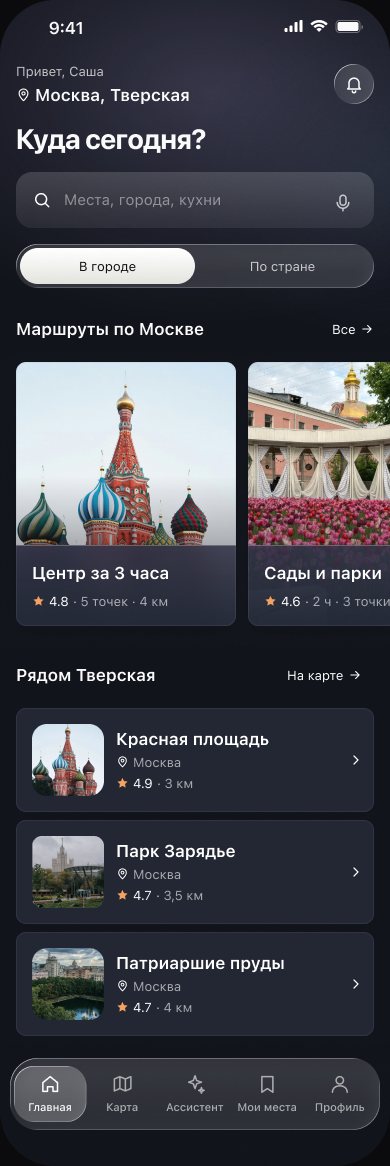 9:41
Привет, Саша
Москва, Тверская
Куда сегодня?
Места, города, кухни
В городе
По стране
Маршруты по Москве
Все →
Центр за 3 часа
4.8 · 5 точек · 4 км
Сады и парки
4.6 · 2 ч · 3 точки
Рядом Тверская
На карте →
Красная площадь
Москва
4.9 · 3 км
Парк Зарядье
Москва
4.7 · 3,5 км
Патриаршие пруды
Москва
4.7 · 4 км
Главная
Карта
Ассистент
Мои места
Профиль